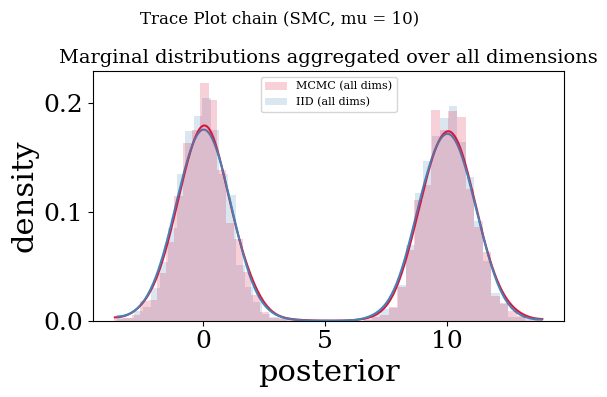 Trace Plot chain (SMC, mu = 10)
Marginal distributions aggregated over all dimensions
MCMC (all dims)
IID (all dims)
density
0.2
0.1
0.0
0 5 10
posterior